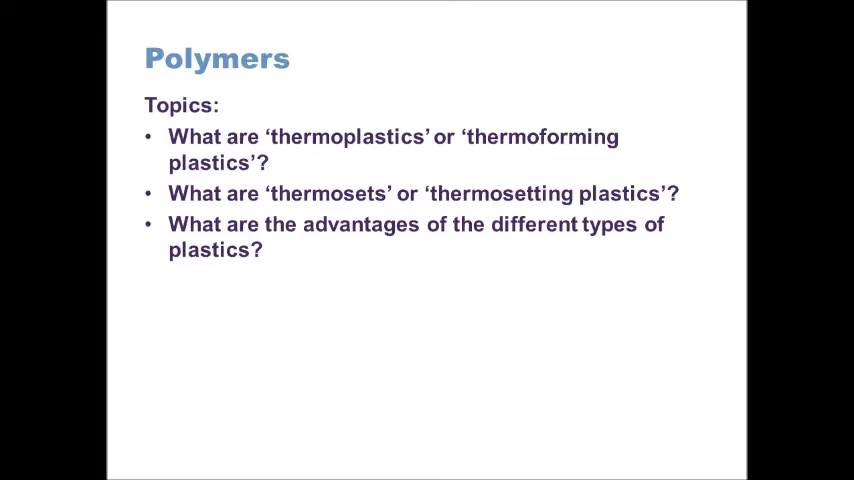 Polymers
Topics:
• What are ‘thermoplastics’ or ‘thermoforming
plastics’?
• What are ‘thermosets’ or ‘thermosetting plastics’?
• What are the advantages of the different types of
plastics?